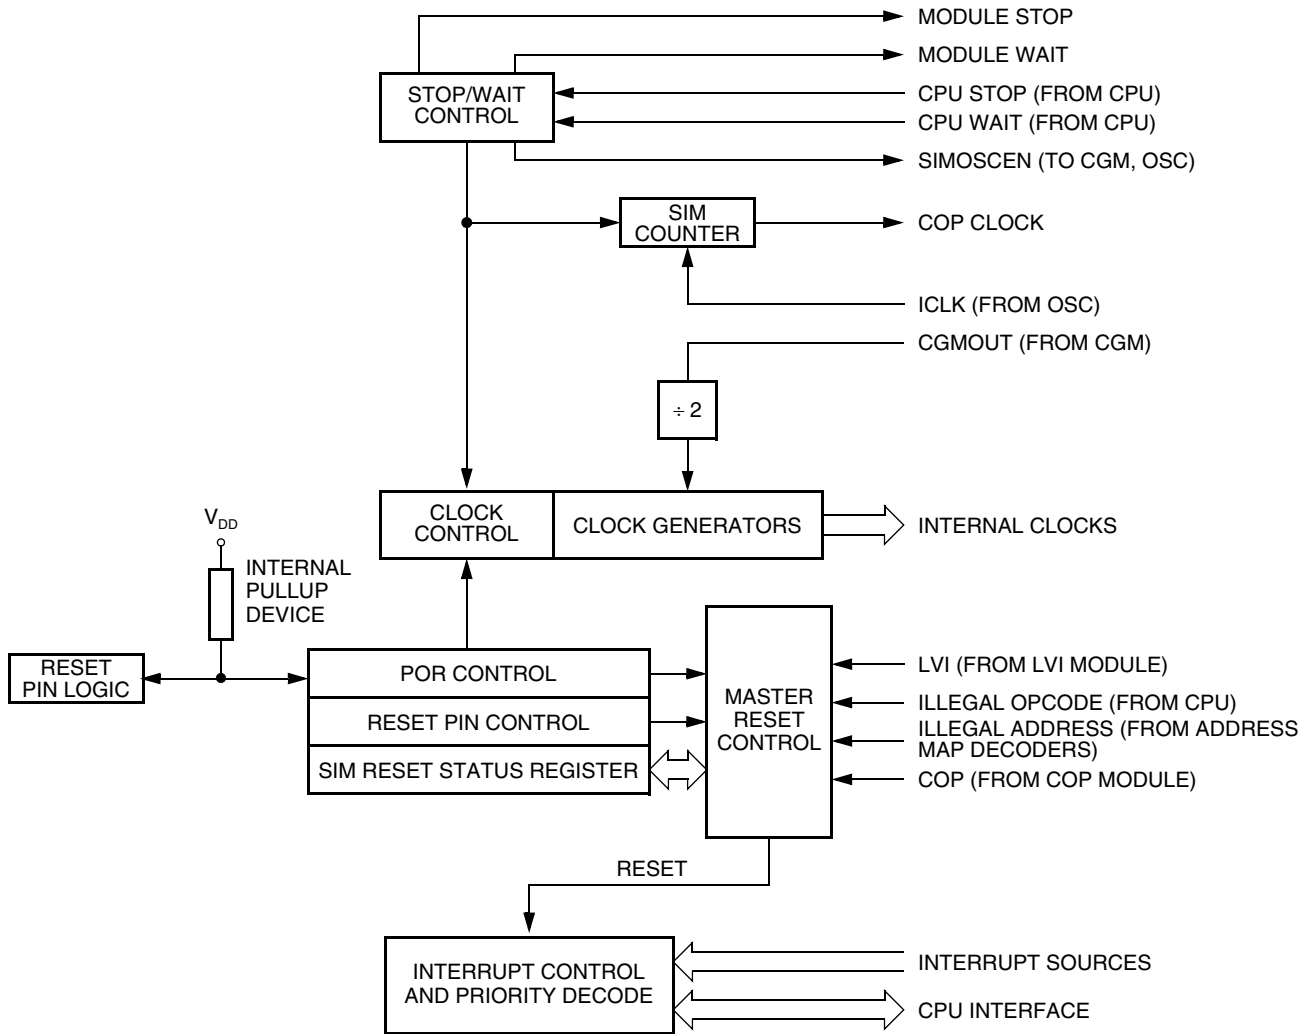 MODULE STOP
MODULE WAIT
STOP/WAIT
CONTROL
CPU STOP (FROM CPU)
CPU WAIT (FROM CPU)
SIMOSCEN (TO CGM, OSC)
SIM
COUNTER
COP CLOCK
ICLK (FROM OSC)
CGMOUT (FROM CGM)
÷ 2
CLOCK
CONTROL
CLOCK GENERATORS
INTERNAL CLOCKS
VDD
INTERNAL
PULLUP
DEVICE
RESET
PIN LOGIC
POR CONTROL
RESET PIN CONTROL
SIM RESET STATUS REGISTER
MASTER
RESET
CONTROL
LVI (FROM LVI MODULE)
ILLEGAL OPCODE (FROM CPU)
ILLEGAL ADDRESS (FROM ADDRESS
MAP DECODERS)
COP (FROM COP MODULE)
RESET
INTERRUPT CONTROL
AND PRIORITY DECODE
INTERRUPT SOURCES
CPU INTERFACE